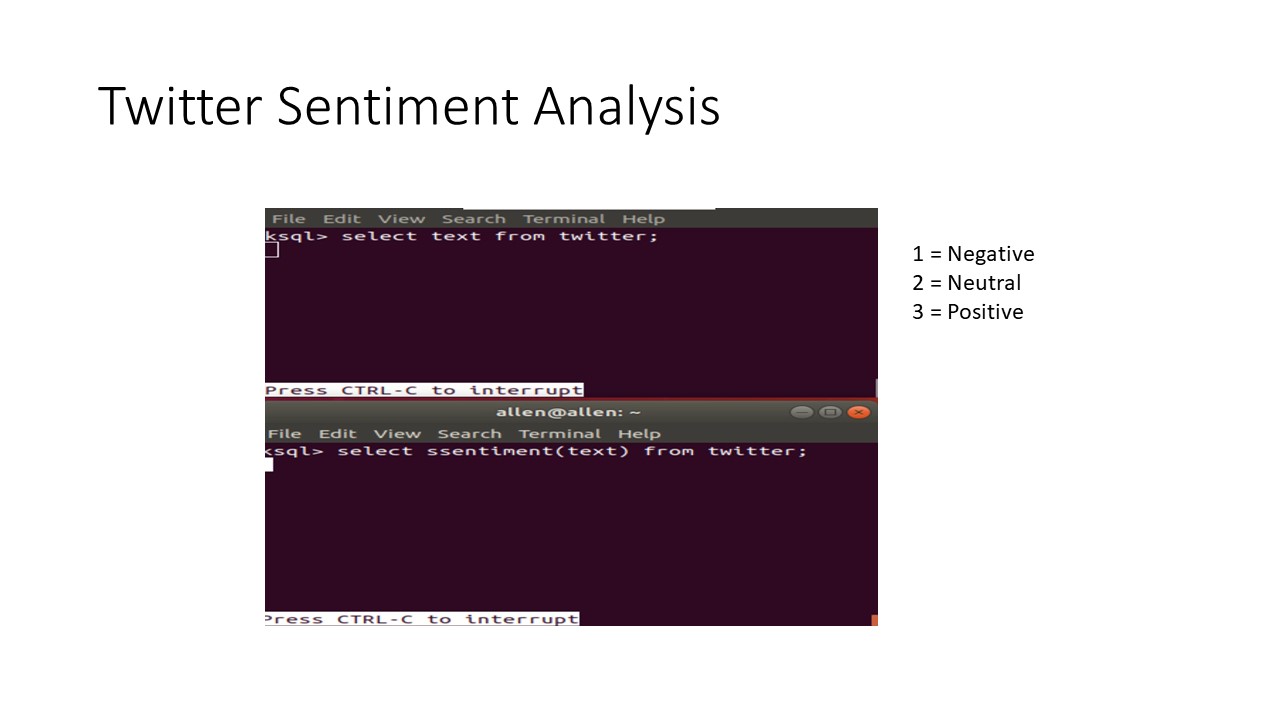 Twitter Sentiment Analysis
File Edit View Search Terminal Help
ksql> select text from twitter;
Press CTRL-C to interrupt
allen@allen: ~
File Edit View Search Terminal Help
ksql> select ssentiment(text) from twitter;
Press CTRL-C to interrupt
1 = Negative
2 = Neutral
3 = Positive